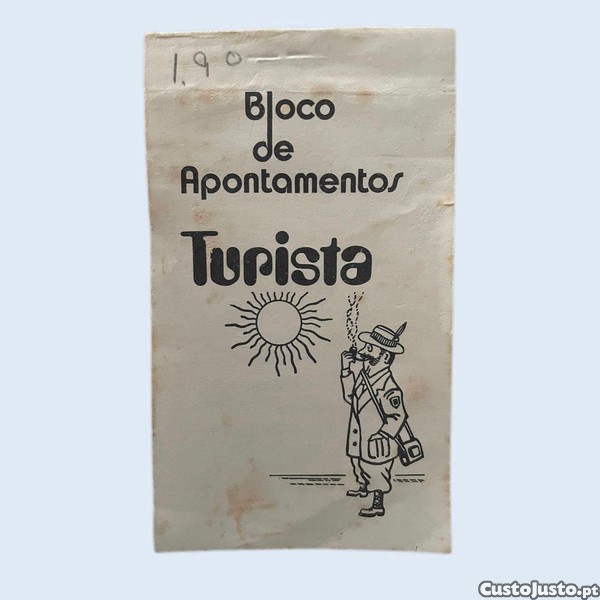 1.90
Bloco
de
Apontamentos
Turista
CustoJusto.pt